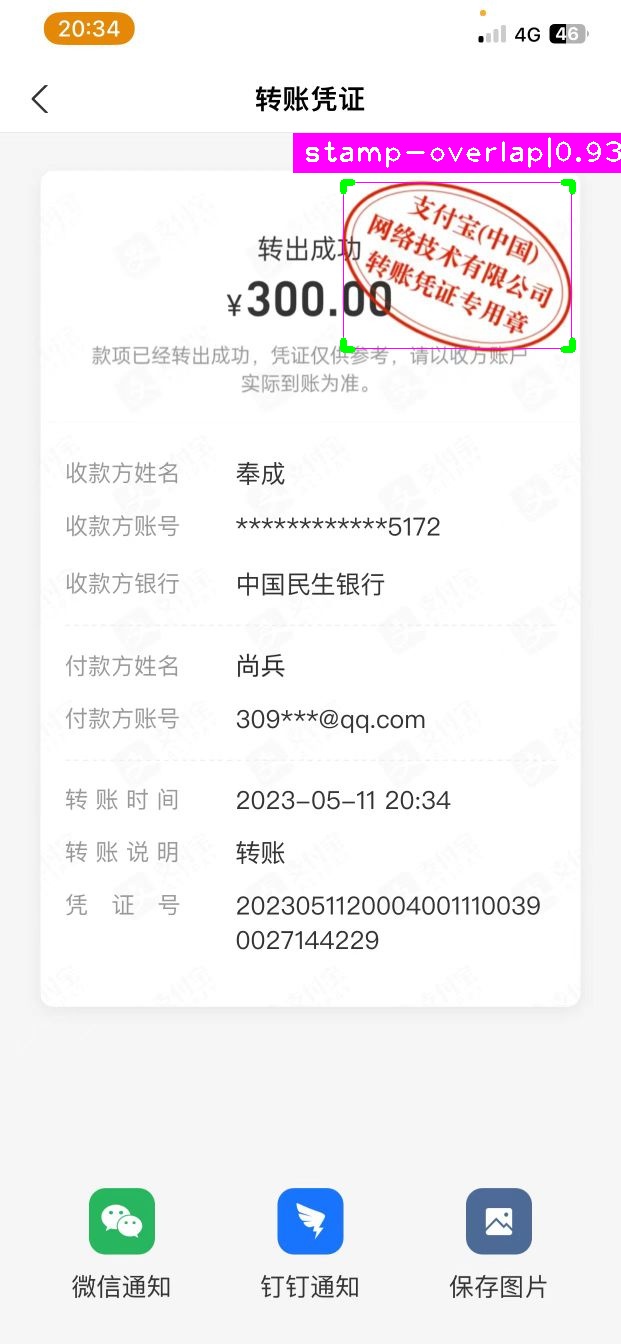 20:34
4G
46
转账凭证
stamp-overlap|0.93
支付宝(中国)
网络技术有限公司
转账凭证专用章
转出成功
¥300.00
款项已经转出成功，凭证仅供参考，请以收方账户
实际到账为准。
收款方姓名 奉成
收款方账号 ************5172
收款方银行 中国民生银行
付款方姓名 尚兵
付款方账号 309***@qq.com
转账时间 2023-05-11 20:34
转账说明 转账
凭证号 2023051120004001110039
0027144229
微信通知 钉钉通知 保存图片